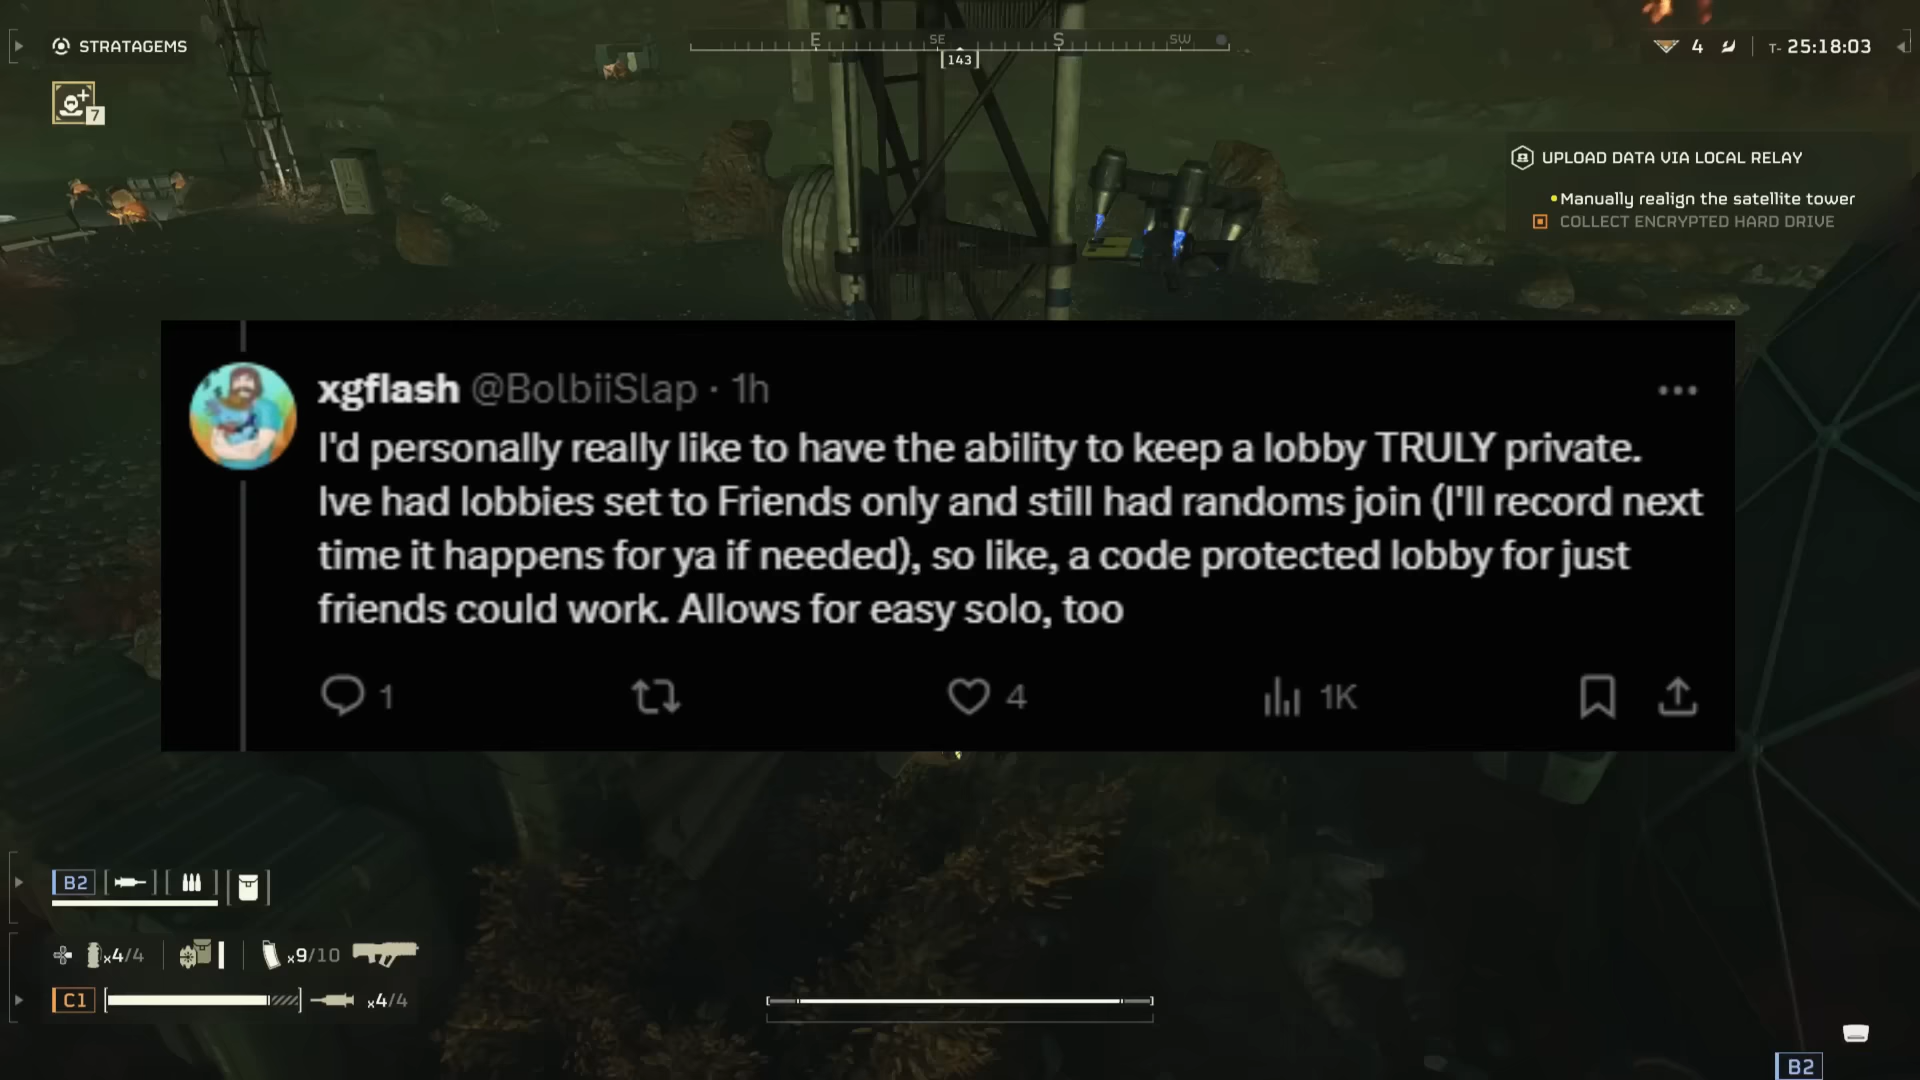 STRATAGEMS
7
E
SE
S
SW
143
4
T- 25:18:03
UPLOAD DATA VIA LOCAL RELAY
Manually realign the satellite tower
COLLECT ENCRYPTED HARD DRIVE
xgflash @BolbiiSlap · 1h
I'd personally really like to have the ability to keep a lobby TRULY private.
Ive had lobbies set to Friends only and still had randoms join (I'll record next
time it happens for ya if needed), so like, a code protected lobby for just
friends could work. Allows for easy solo, too
1
4
1K
B2
x4/4
x9/10
C1
x4/4
B2